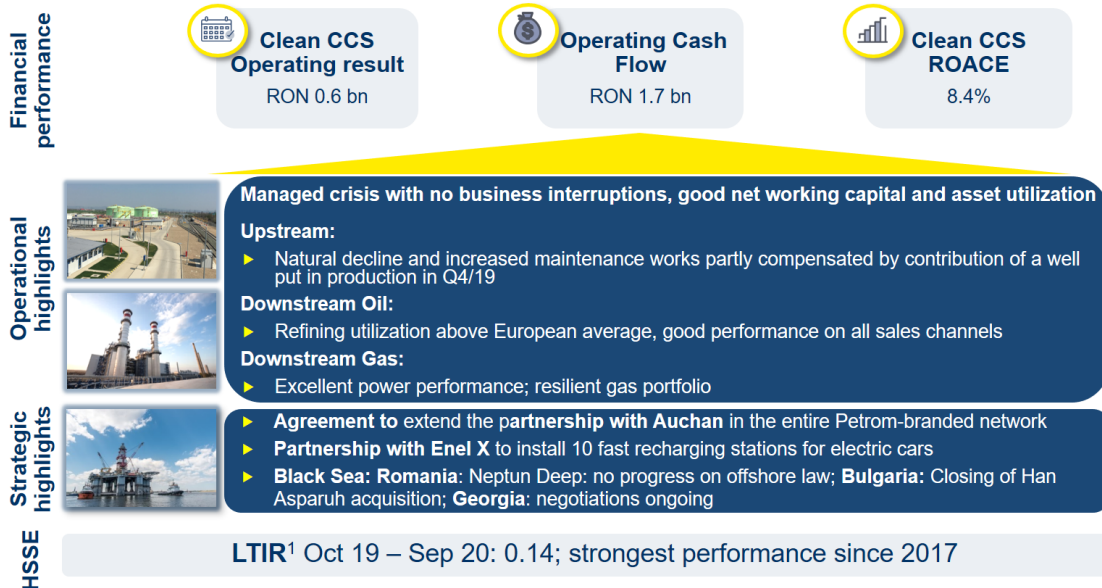 Financial
performance
Clean CCS
Operating result
RON 0.6 bn
Operating Cash
Flow
RON 1.7 bn
Clean CCS
ROACE
8.4%
Operational
highlights
Managed crisis with no business interruptions, good net working capital and asset utilization
Upstream:
Natural decline and increased maintenance works partly compensated by contribution of a well
put in production in Q4/19
Downstream Oil:
Refining utilization above European average, good performance on all sales channels
Downstream Gas:
Excellent power performance; resilient gas portfolio
Strategic
highlights
Agreement to extend the partnership with Auchan in the entire Petrom-branded network
Partnership with Enel X to install 10 fast recharging stations for electric cars
Black Sea: Romania: Neptun Deep: no progress on offshore law; Bulgaria: Closing of Han
Asparuh acquisition; Georgia: negotiations ongoing
HSSE
LTIR¹ Oct 19 – Sep 20: 0.14; strongest performance since 2017